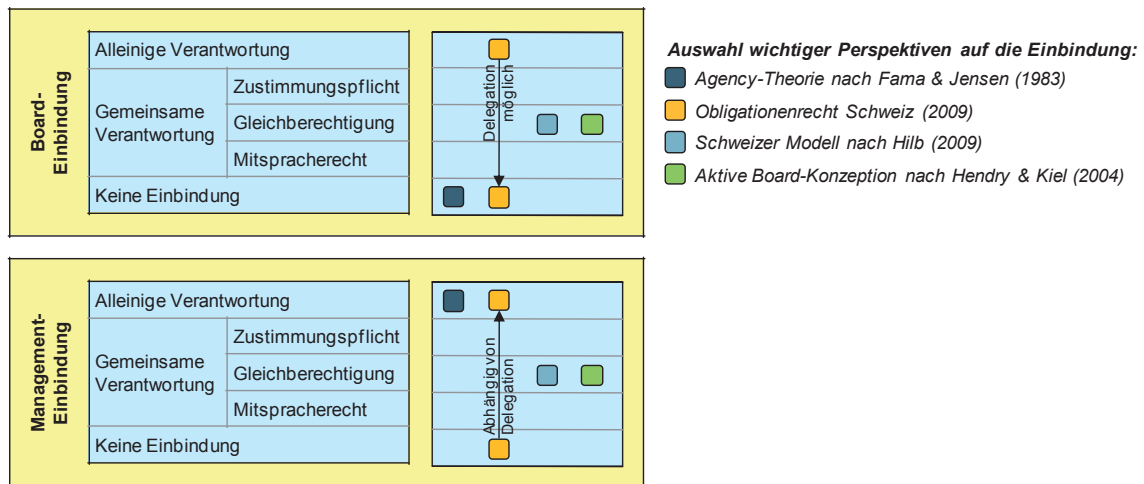 Board-
Einbindung
Alleinige Verantwortung
Gemeinsame
Verantwortung
Zustimmungspflicht
Gleichberechtigung
Mitspracherecht
Keine Einbindung
Delegation
möglich
Auswahl wichtiger Perspektiven auf die Einbindung:
Agency-Theorie nach Fama & Jensen (1983)
Obligationenrecht Schweiz (2009)
Schweizer Modell nach Hilb (2009)
Aktive Board-Konzeption nach Hendry & Kiel (2004)
Management-
Einbindung
Alleinige Verantwortung
Gemeinsame
Verantwortung
Zustimmungspflicht
Gleichberechtigung
Mitspracherecht
Keine Einbindung
Abhängig von
Delegation